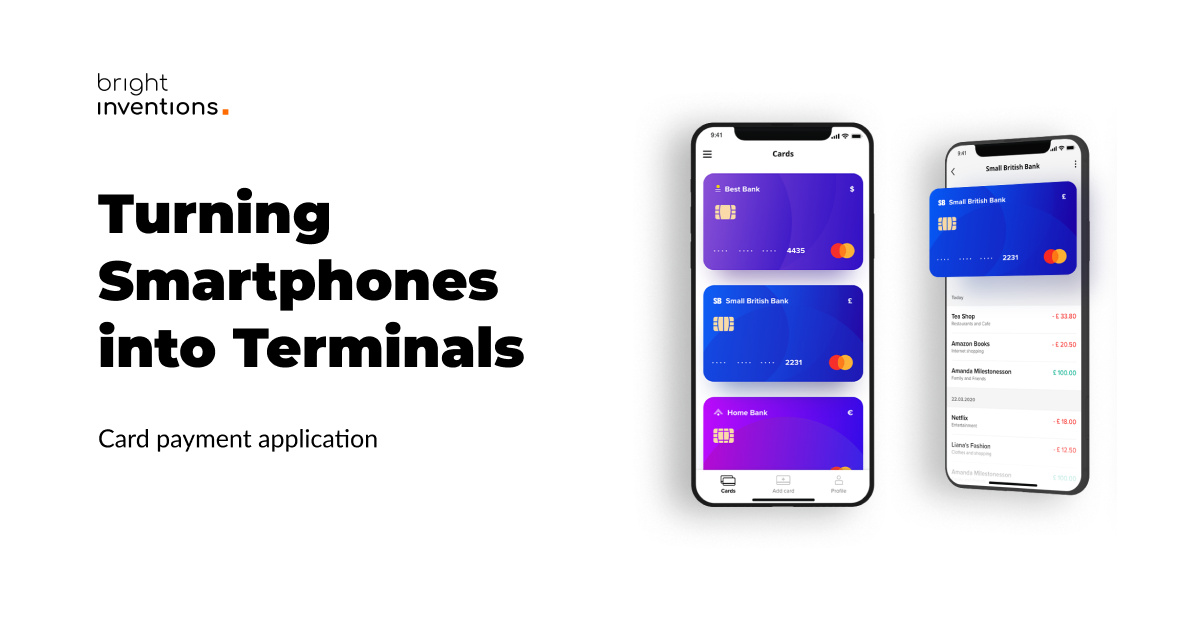 bright
inventions.
Turning
Smartphones
into Terminals
Card payment application
9:41
Cards
Best Bank $
.... .... .... 4435
SB Small British Bank £
.... .... .... 2231
Home Bank €
Cards Add card Profile
9:41
Small British Bank
SB Small British Bank £
.... .... .... 2231
Today
Tea Shop - £ 33.80
Restaurants and Cafe
Amazon Books - £ 20.50
Internet shopping
Amanda Milestonesson £ 100.00
Family and Friends
22.03.2020
Netflix - £ 18.00
Entertainment
Liana's Fashion - £ 12.50
Clothes and shopping
Amanda Milestonesson £ 100.00